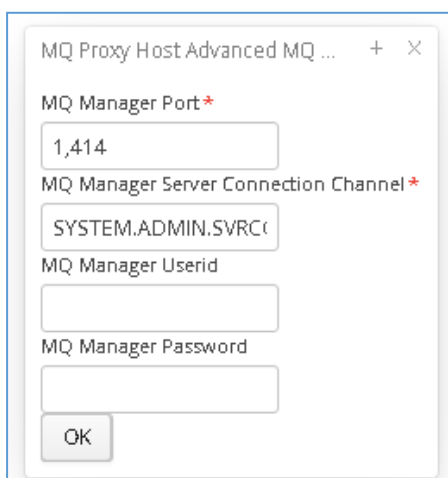 MQ Proxy Host Advanced MQ ... + ×
MQ Manager Port*
1,414
MQ Manager Server Connection Channel*
SYSTEM.ADMIN.SVRC(
MQ Manager Userid
MQ Manager Password
OK